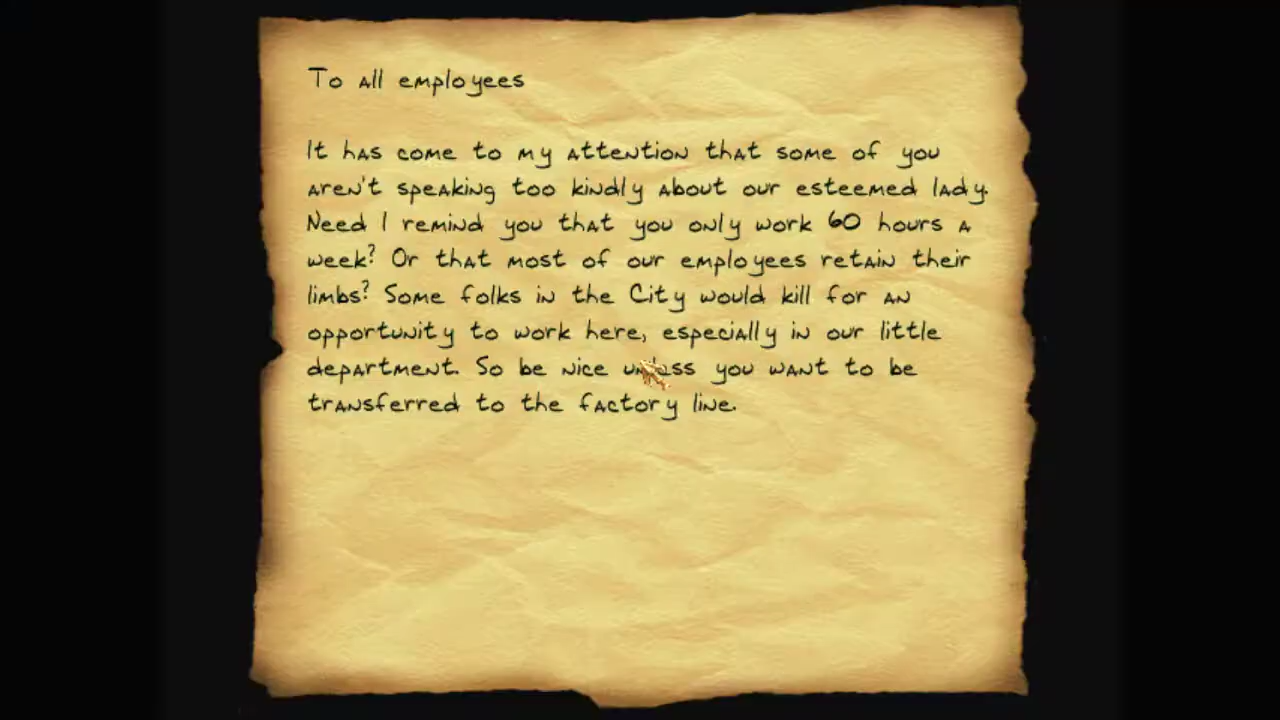 To all employees
It has come to my attention that some of you
aren't speaking too kindly about our esteemed lady.
Need I remind you that you only work 60 hours a
week? Or that most of our employees retain their
limbs? Some folks in the City would kill for an
opportunity to work here, especially in our little
department. So be nice unless you want to be
transferred to the factory line.